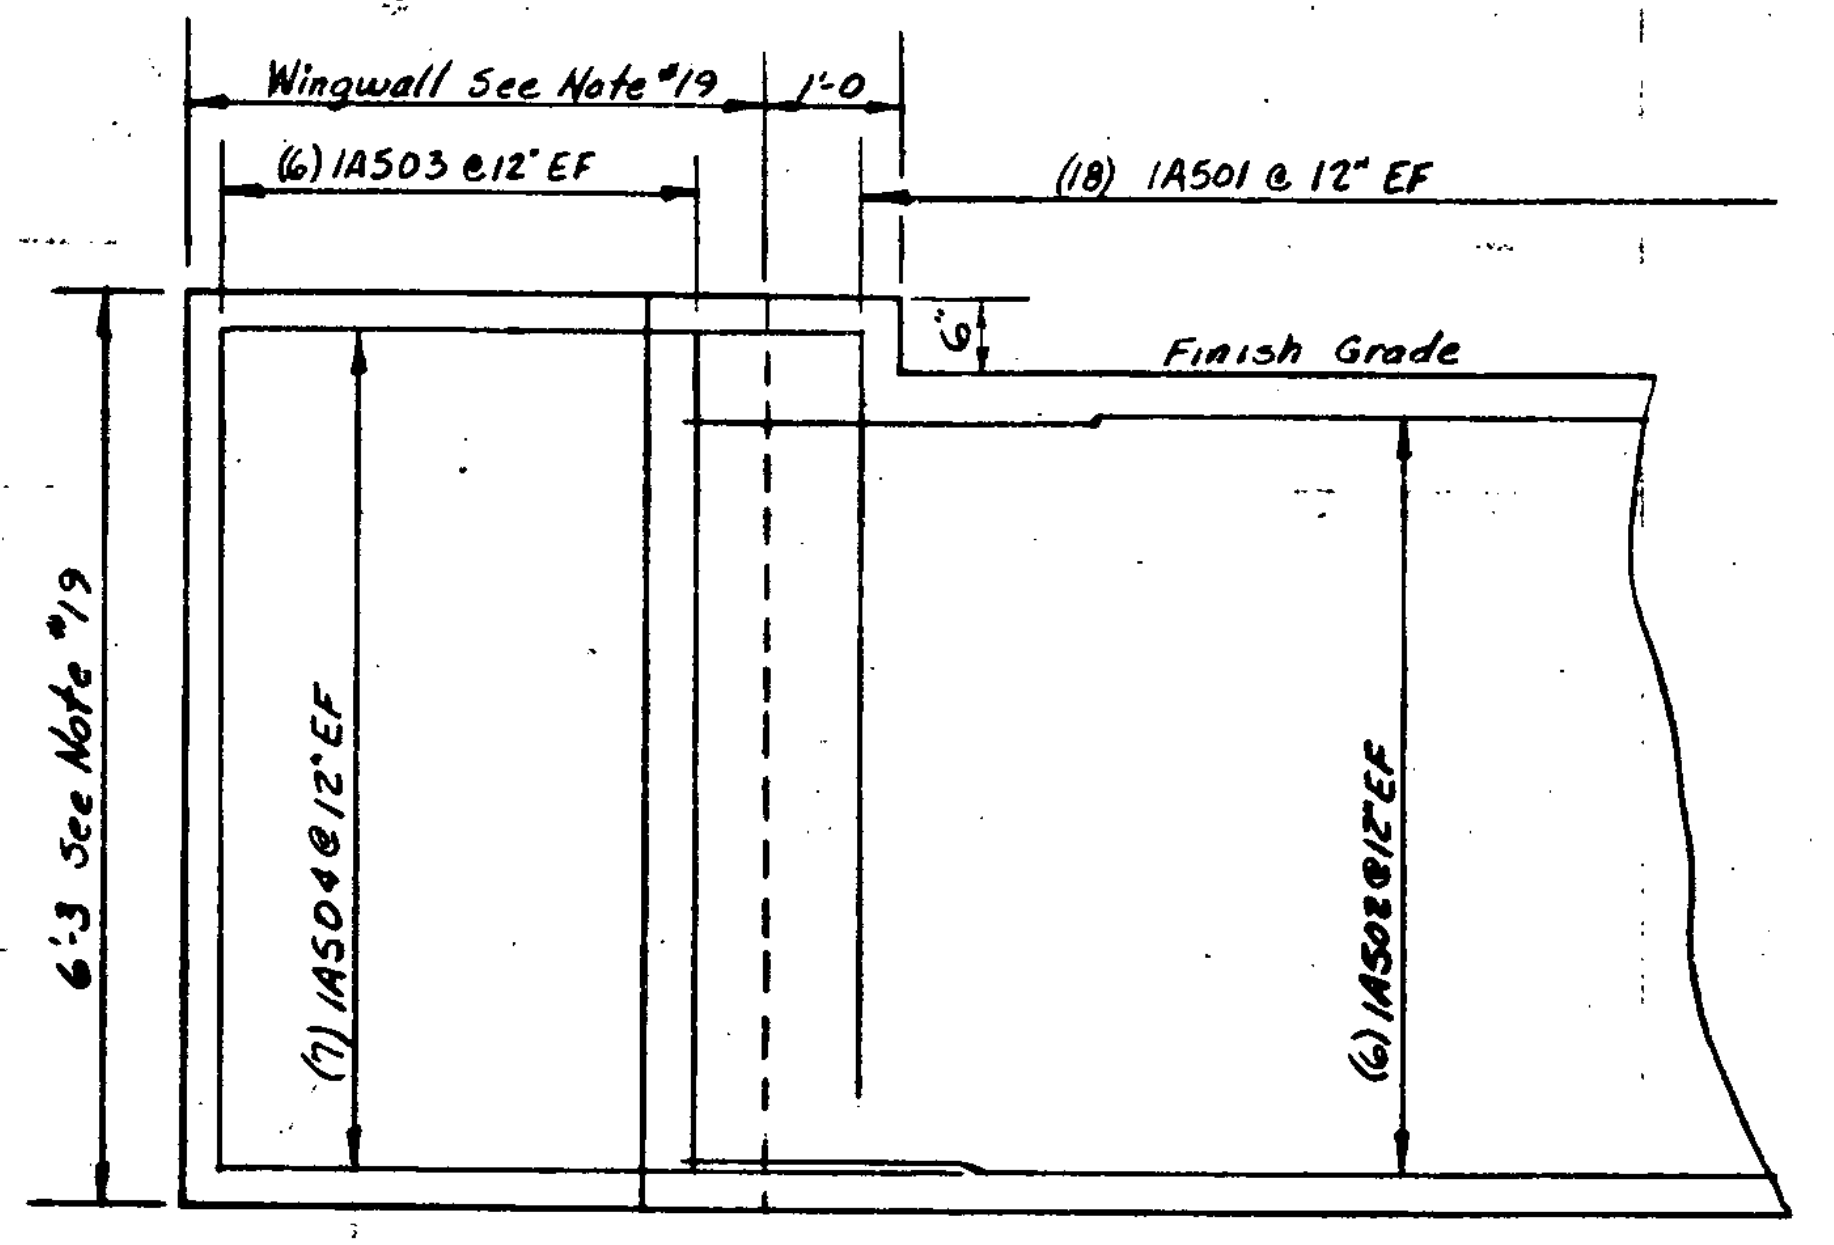 Wingwall See Note #19
1'-0
(6) 1A503 @ 12" EF
(18) 1A501 @ 12" EF
6"
Finish Grade
6'-3 See Note #19
(7) 1A504 @ 12" EF
(6) 1A502 @ 12" EF